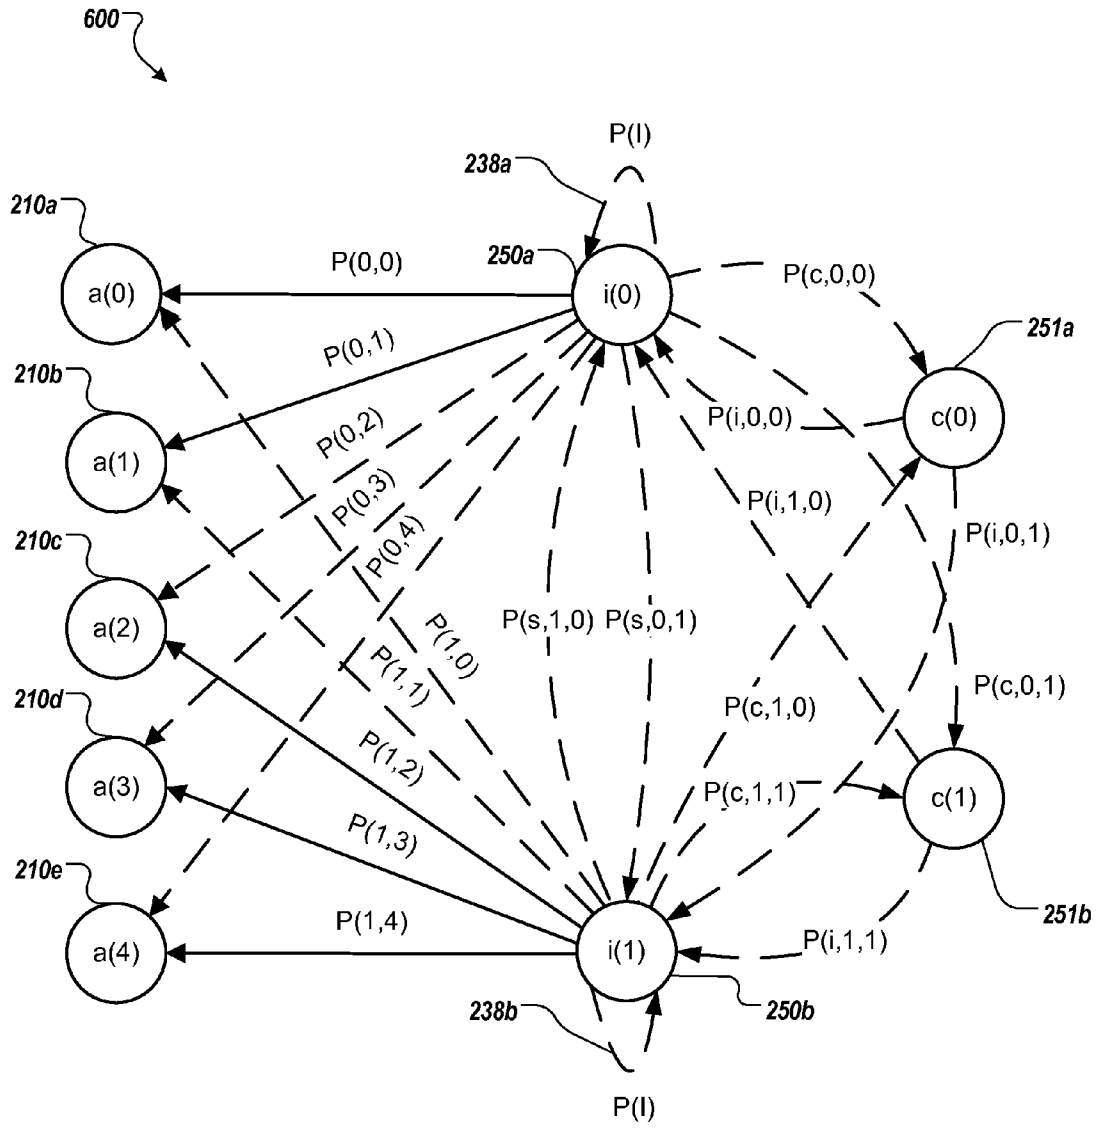 600
P(I)
238a
210a
250a
P(0,0)
a(0)
i(0)
P(c,0,0)
251a
P(0,1)
210b
P(0,2)
P(i,0,0)
c(0)
a(1)
P(0,3)
P(i,1,0)
P(0,4)
P(i,0,1)
210c
a(2)
P(s,1,0)
P(s,0,1)
P(1,0)
P(1,1)
P(c,0,1)
210d
P(c,1,0)
P(1,2)
a(3)
P(c,1,1)
c(1)
P(1,3)
210e
P(1,4)
251b
P(i,1,1)
a(4)
i(1)
238b
250b
P(I)